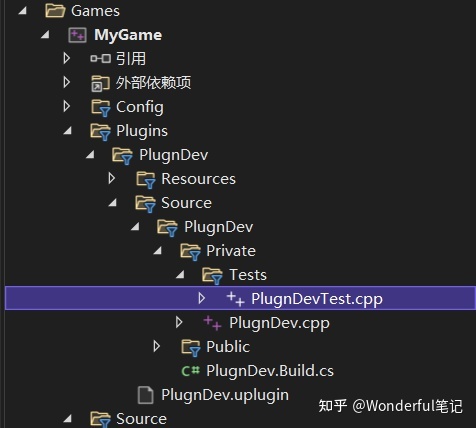 Games
MyGame
引用
外部依赖项
Config
Plugins
PlugnDev
Resources
Source
PlugnDev
Private
Tests
PlugnDevTest.cpp
PlugnDev.cpp
Public
C# PlugnDev.Build.cs
PlugnDev.uplugin
知乎 @Wonderful笔记
Source